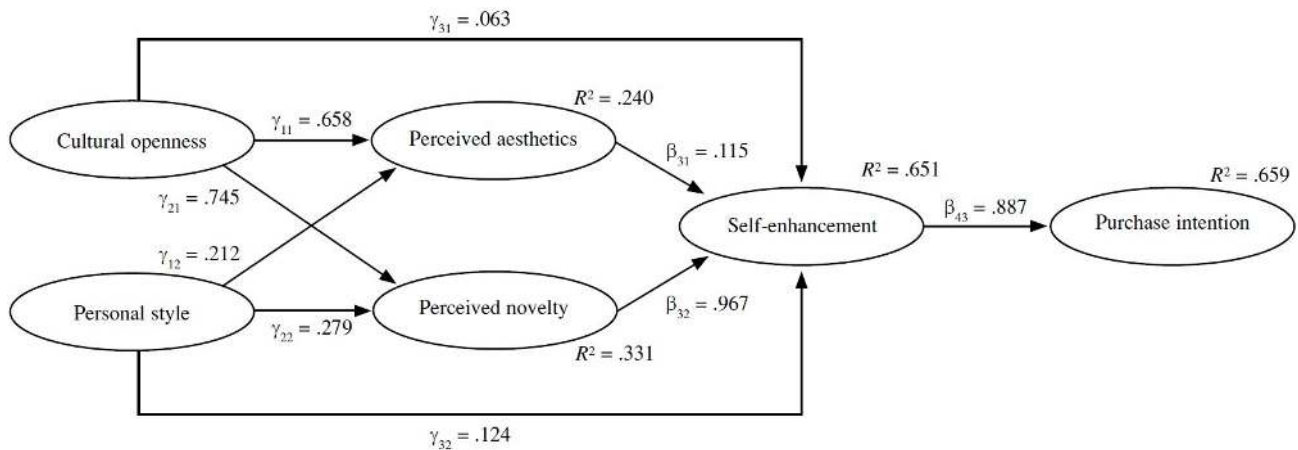 γ31 = .063
R² = .240
Cultural openness
γ11 = .658
Perceived aesthetics
β31 = .115
R² = .651
R² = .659
γ21 = .745
Self-enhancement
β43 = .887
Purchase intention
γ12 = .212
Personal style
γ22 = .279
Perceived novelty
β32 = .967
R² = .331
γ32 = .124